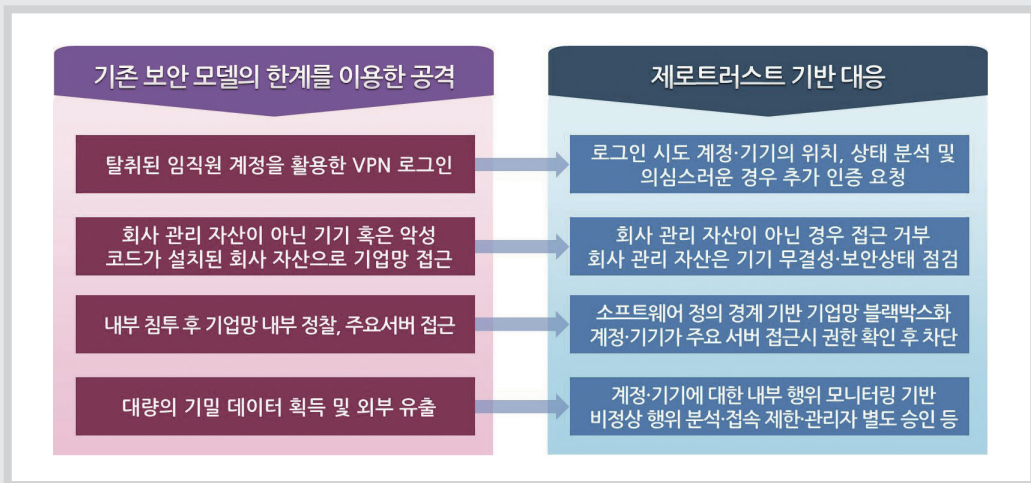 기존 보안 모델의 한계를 이용한 공격
제로트러스트 기반 대응
탈취된 임직원 계정을 활용한 VPN 로그인
로그인 시도 계정·기기의 위치, 상태 분석 및
의심스러운 경우 추가 인증 요청
회사 관리 자산이 아닌 기기 혹은 악성
코드가 설치된 회사 자산으로 기업망 접근
회사 관리 자산이 아닌 경우 접근 거부
회사 관리 자산은 기기 무결성·보안상태 점검
내부 침투 후 기업망 내부 정찰, 주요서버 접근
소프트웨어 정의 경계 기반 기업망 블랙박스화
계정·기기가 주요 서버 접근시 권한 확인 후 차단
대량의 기밀 데이터 획득 및 외부 유출
계정·기기에 대한 내부 행위 모니터링 기반
비정상 행위 분석·접속 제한·관리자 별도 승인 등